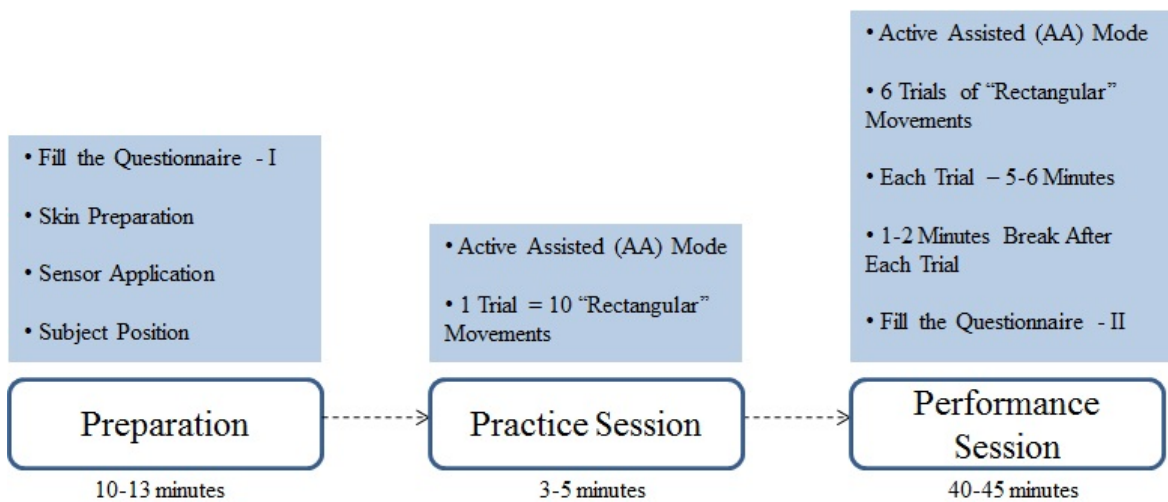 • Fill the Questionnaire - I
• Skin Preparation
• Sensor Application
• Subject Position
Preparation
10-13 minutes
• Active Assisted (AA) Mode
• 1 Trial = 10 “Rectangular”
Movements
Practice Session
3-5 minutes
• Active Assisted (AA) Mode
• 6 Trials of “Rectangular”
Movements
• Each Trial – 5-6 Minutes
• 1-2 Minutes Break After
Each Trial
• Fill the Questionnaire - II
Performance
Session
40-45 minutes